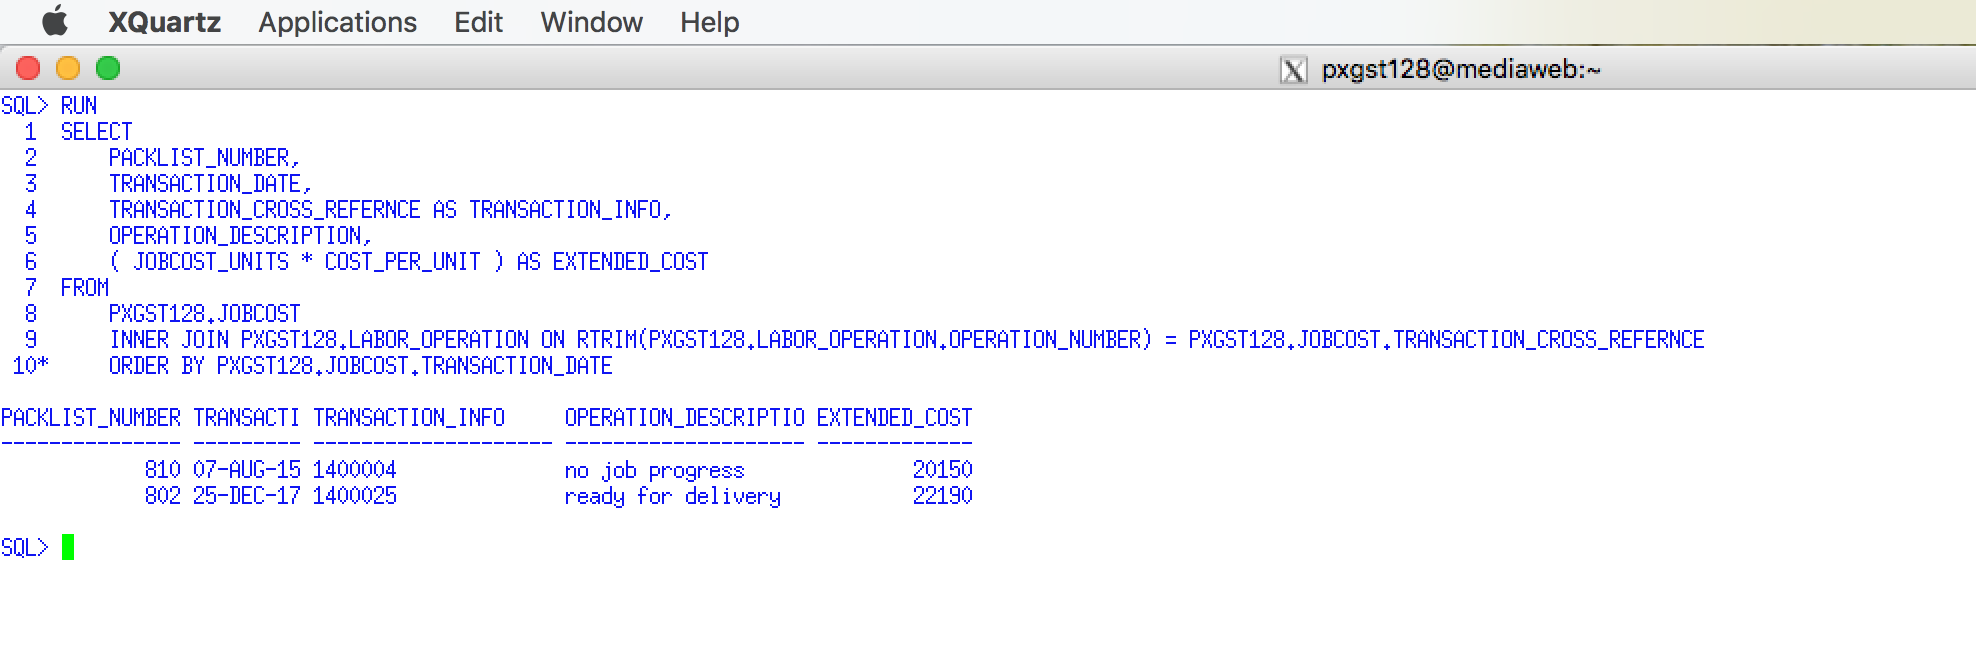 XQuartz Applications Edit Window Help
X pxgst128@mediaweb:~
SQL> RUN
  1  SELECT
  2      PACKLIST_NUMBER,
  3      TRANSACTION_DATE,
  4      TRANSACTION_CROSS_REFERNCE AS TRANSACTION_INFO,
  5      OPERATION_DESCRIPTION,
  6      ( JOBCOST_UNITS * COST_PER_UNIT ) AS EXTENDED_COST
  7  FROM
  8      PXGST128.JOBCOST
  9      INNER JOIN PXGST128.LABOR_OPERATION ON RTRIM(PXGST128.LABOR_OPERATION.OPERATION_NUMBER) = PXGST128.JOBCOST.TRANSACTION_CROSS_REFERNCE
 10*     ORDER BY PXGST128.JOBCOST.TRANSACTION_DATE
PACKLIST_NUMBER TRANSACTI TRANSACTION_INFO     OPERATION_DESCRIPTIO EXTENDED_COST
--------------- --------- -------------------- -------------------- -------------
            810 07-AUG-15 1400004              no job progress              20150
            802 25-DEC-17 1400025              ready for delivery           22190
SQL>